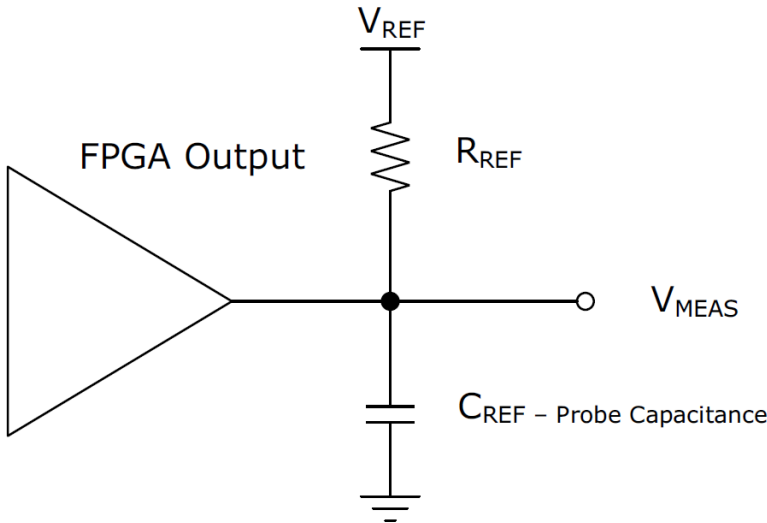 VREF
FPGA Output
RREF
VMEAS
CREF – Probe Capacitance